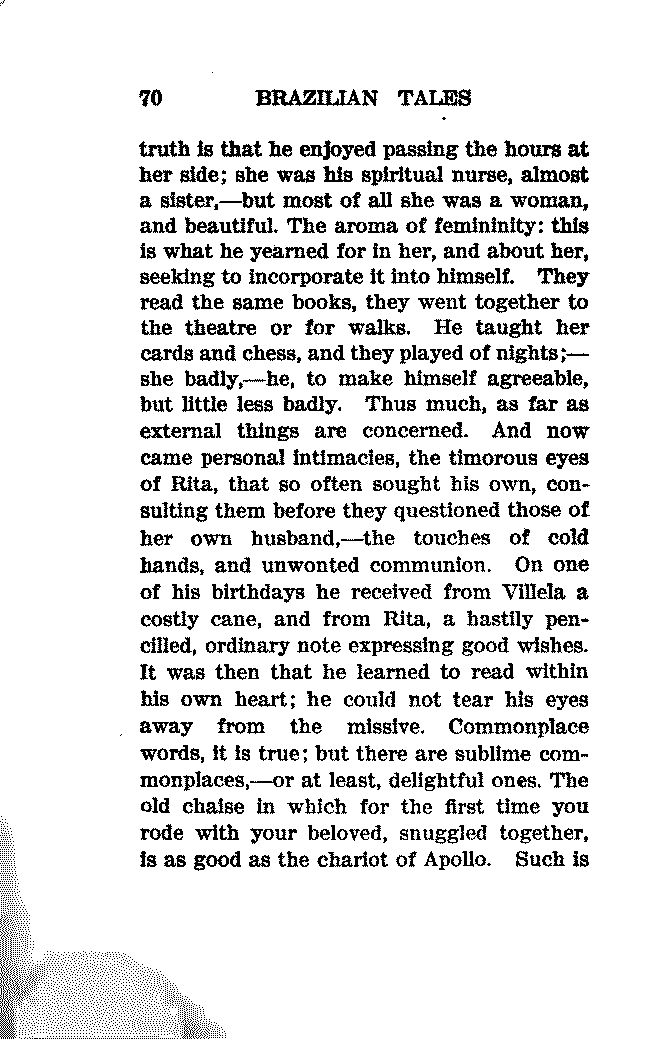 70 BRAZILIAN TALES
truth is that he enjoyed passing the hours at
her side; she was his spiritual nurse, almost
a sister,—but most of all she was a woman,
and beautiful. The aroma of femininity: this
is what he yearned for in her, and about her,
seeking to incorporate it into himself. They
read the same books, they went together to
the theatre or for walks. He taught her
cards and chess, and they played of nights;—
she badly,—he, to make himself agreeable,
but little less badly. Thus much, as far as
external things are concerned. And now
came personal intimacies, the timorous eyes
of Rita, that so often sought his own, con-
sulting them before they questioned those of
her own husband,—the touches of cold
hands, and unwonted communion. On one
of his birthdays he received from Villela a
costly cane, and from Rita, a hastily pen-
cilled, ordinary note expressing good wishes.
It was then that he learned to read within
his own heart; he could not tear his eyes
away from the missive. Commonplace
words, it is true; but there are sublime com-
monplaces,—or at least, delightful ones. The
old chaise in which for the first time you
rode with your beloved, snuggled together,
is as good as the chariot of Apollo. Such is